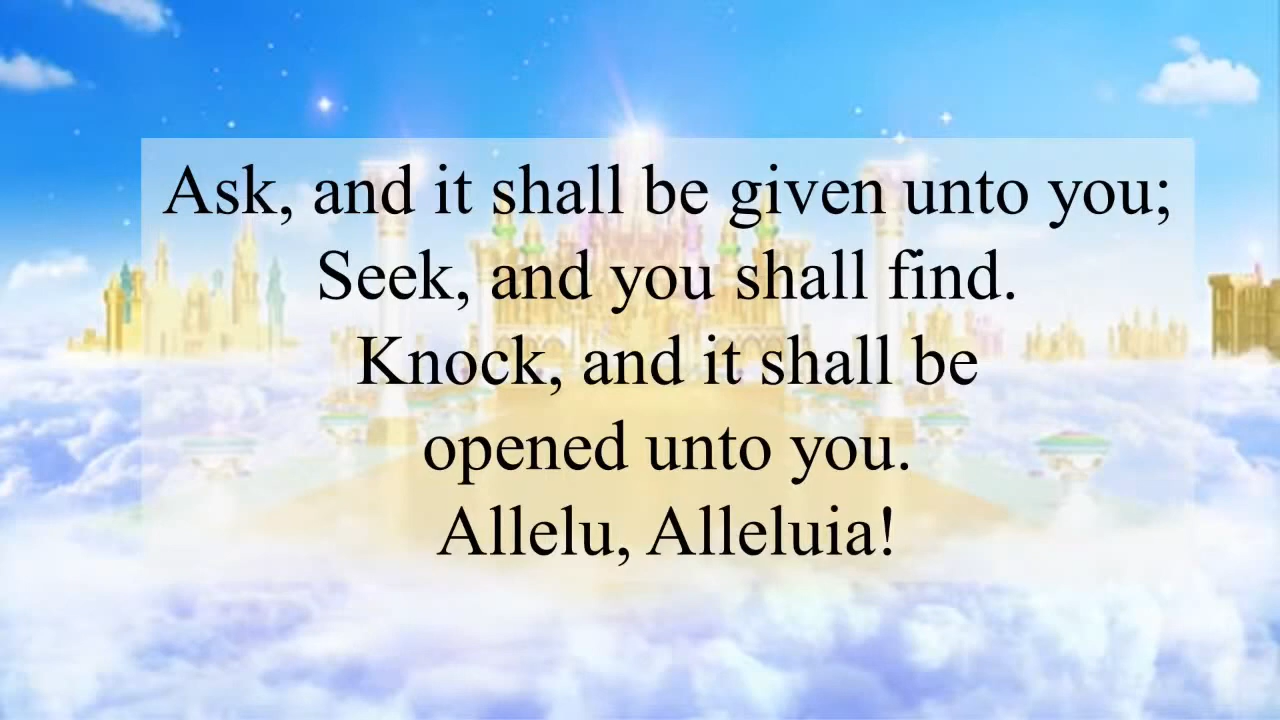 Ask, and it shall be given unto you;
Seek, and you shall find.
Knock, and it shall be
opened unto you.
Allelu, Alleluia!